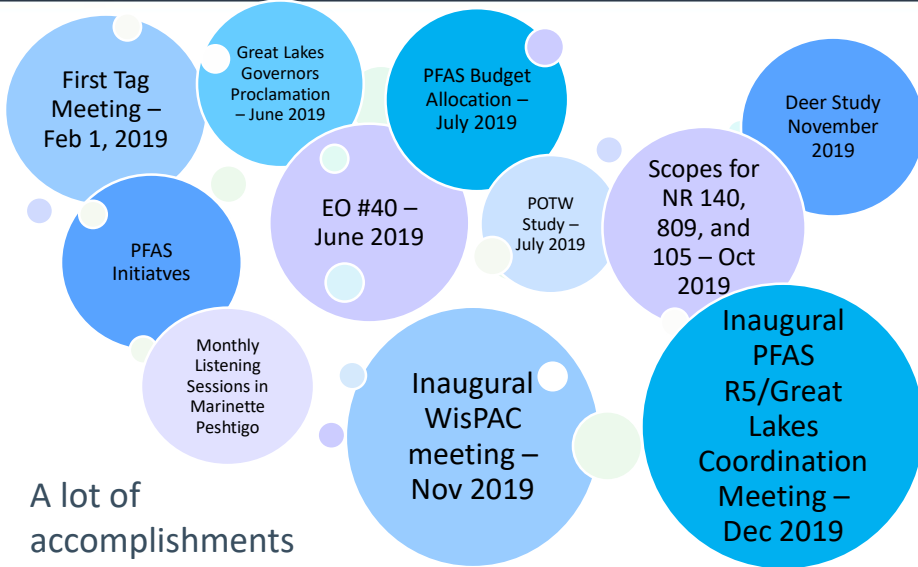 First Tag
Meeting –
Feb 1, 2019
Great Lakes
Governors
Proclamation
– June 2019
PFAS Budget
Allocation –
July 2019
Deer Study
November
2019
PFAS
Initiatves
EO #40 –
June 2019
POTW
Study –
July 2019
Scopes for
NR 140,
809, and
105 – Oct
2019
Monthly
Listening
Sessions in
Marinette
Peshtigo
Inaugural
WisPAC
meeting –
Nov 2019
Inaugural
PFAS
R5/Great
Lakes
Coordination
Meeting –
Dec 2019
A lot of
accomplishments